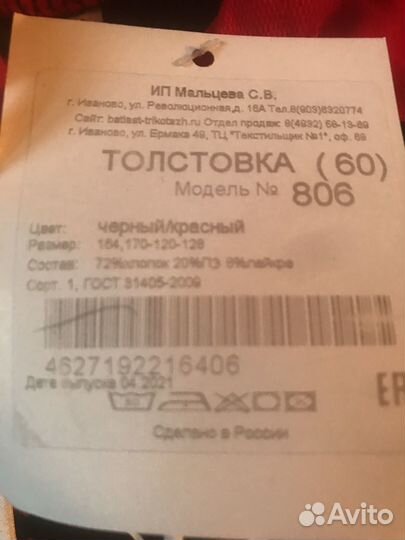 ИП Мальцева С.В.
г. Иваново, ул. Революционная,д. 16А Тел.8(903)6320774
Сайт: batist-trikotazh.ru Отдел продаж: 8(4932) 56-13-69
г. Иваново, ул. Ермака 49, ТЦ "Текстильщик №1", оф. 69
ТОЛСТОВКА (60)
Модель № 806
Цвет: черный/красный
Размер: 164,170-120-128
Состав: 72%хлопок 20%ПЭ 8%лайкра
Сорт: 1, ГОСТ 31405-2009
4627192216406
Дата выпуска 04.2021
Сделано в России
Avito